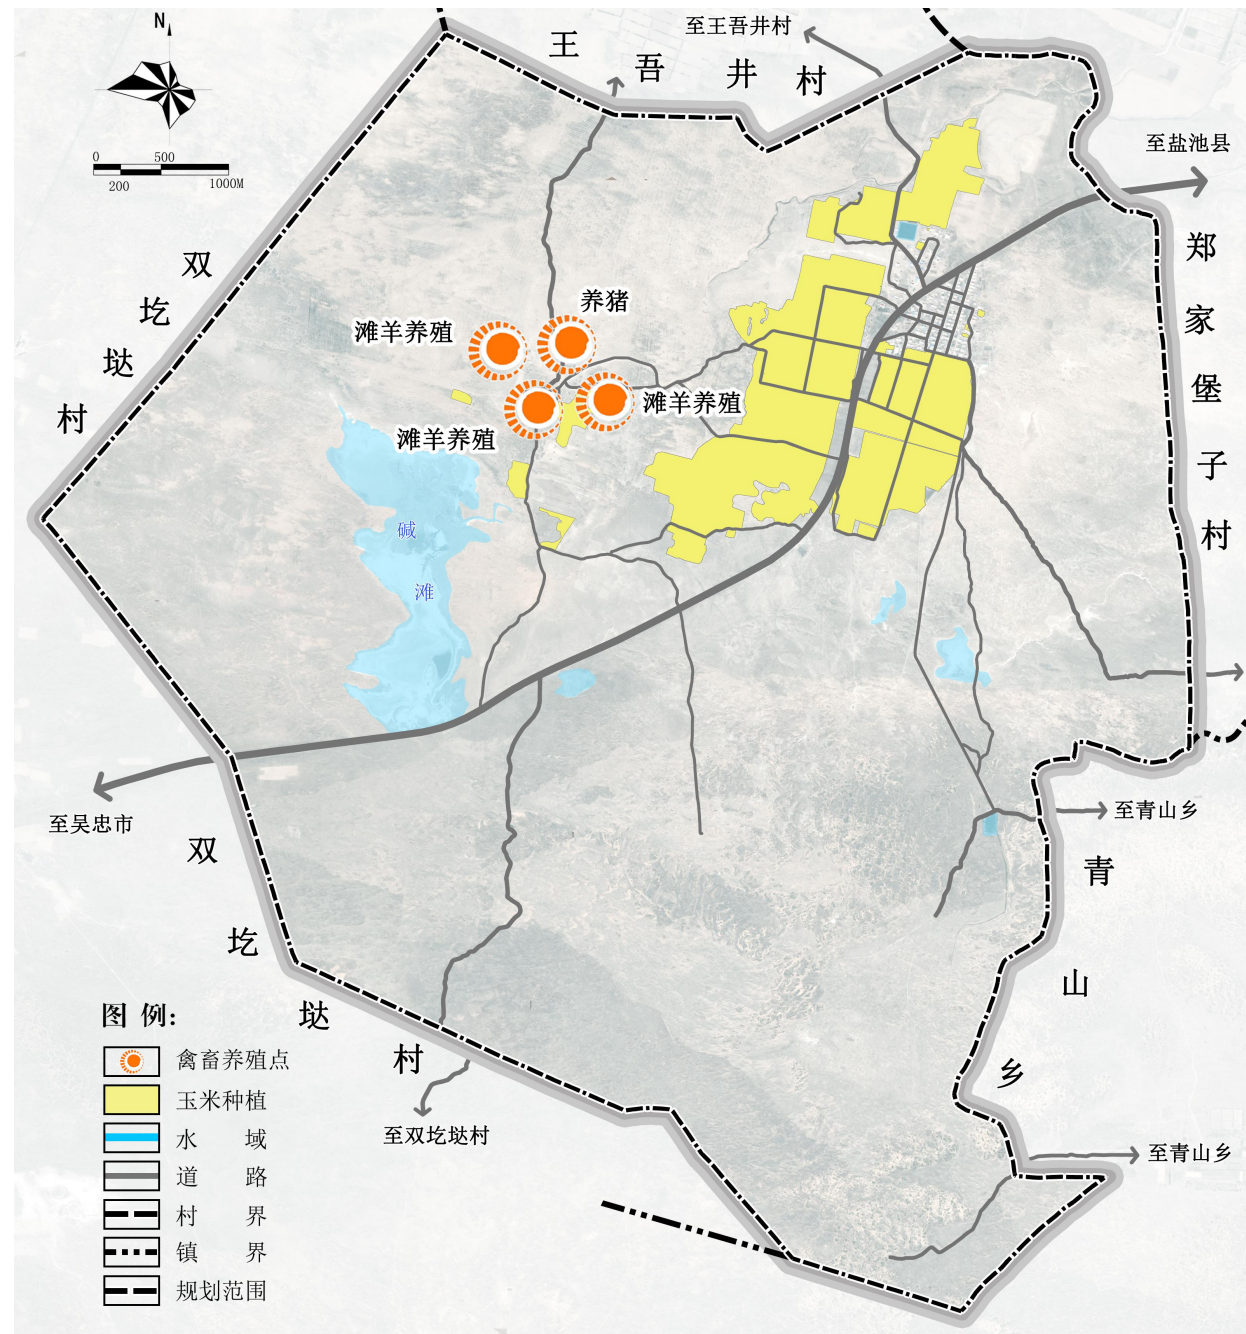 N
0 500
200 1000M
王吾井村
至王吾井村
至盐池县
郑家堡子村
双圪垯村
养猪
滩羊养殖
滩羊养殖
滩羊养殖
碱滩
至吴忠市
双圪垯村
至青山乡
青山乡
至双圪垯村
至青山乡
图 例：
禽畜养殖点
玉米种植
水 域
道 路
村 界
镇 界
规划范围